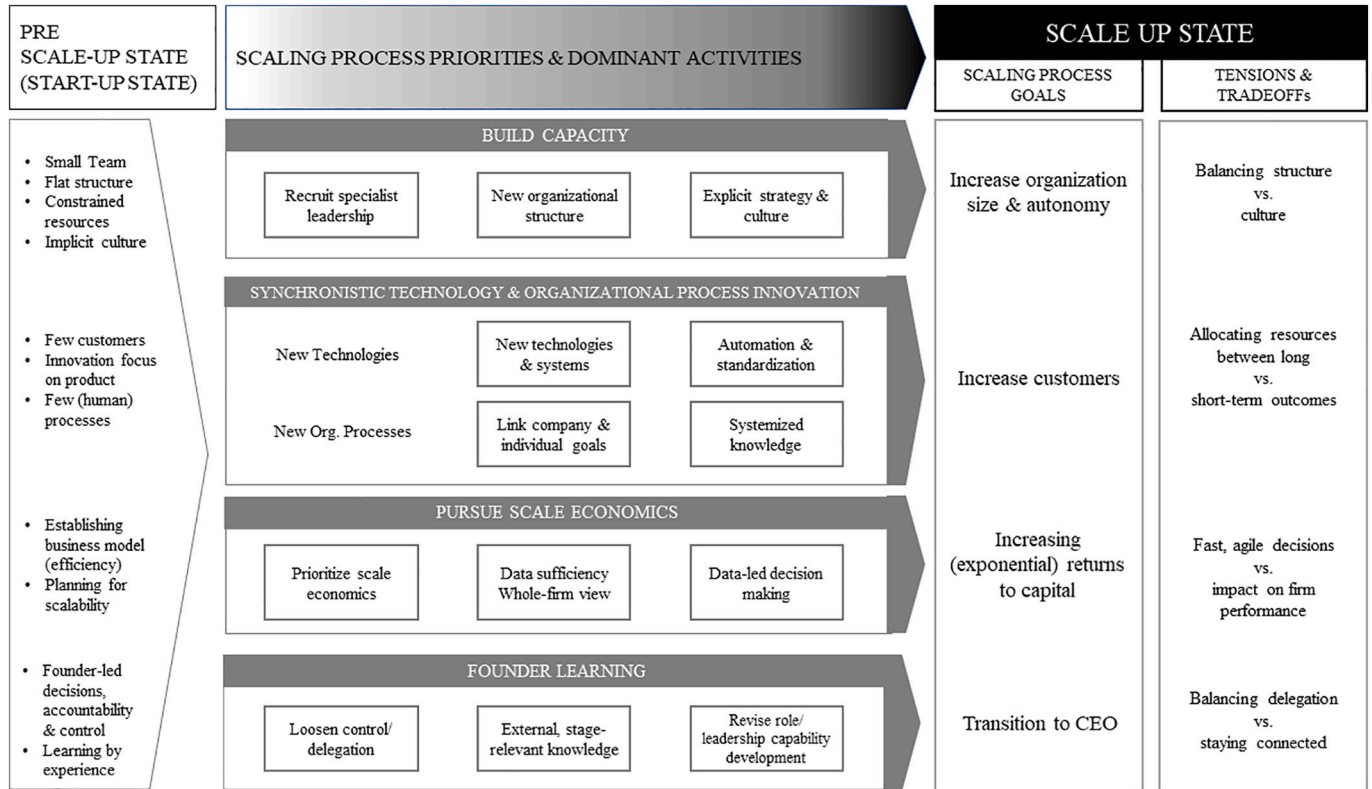 PRE
SCALE-UP STATE
(START-UP STATE)
SCALING PROCESS PRIORITIES & DOMINANT ACTIVITIES
SCALE UP STATE
SCALING PROCESS
GOALS
TENSIONS &
TRADEOFFs
• Small Team
• Flat structure
• Constrained
resources
• Implicit culture
BUILD CAPACITY
Recruit specialist
leadership
New organizational
structure
Explicit strategy &
culture
Increase organization
size & autonomy
Balancing structure
vs.
culture
• Few customers
• Innovation focus
on product
• Few (human)
processes
SYNCHRONISTIC TECHNOLOGY & ORGANIZATIONAL PROCESS INNOVATION
New Technologies
New technologies
& systems
Automation &
standardization
New Org. Processes
Link company &
individual goals
Systemized
knowledge
Increase customers
Allocating resources
between long
vs.
short-term outcomes
• Establishing
business model
(efficiency)
• Planning for
scalability
PURSUE SCALE ECONOMICS
Prioritize scale
economics
Data sufficiency
Whole-firm view
Data-led decision
making
Increasing
(exponential) returns
to capital
Fast, agile decisions
vs.
impact on firm
performance
• Founder-led
decisions,
accountability
& control
• Learning by
experience
FOUNDER LEARNING
Loosen control/
delegation
External, stage-
relevant knowledge
Revise role/
leadership capability
development
Transition to CEO
Balancing delegation
vs.
staying connected